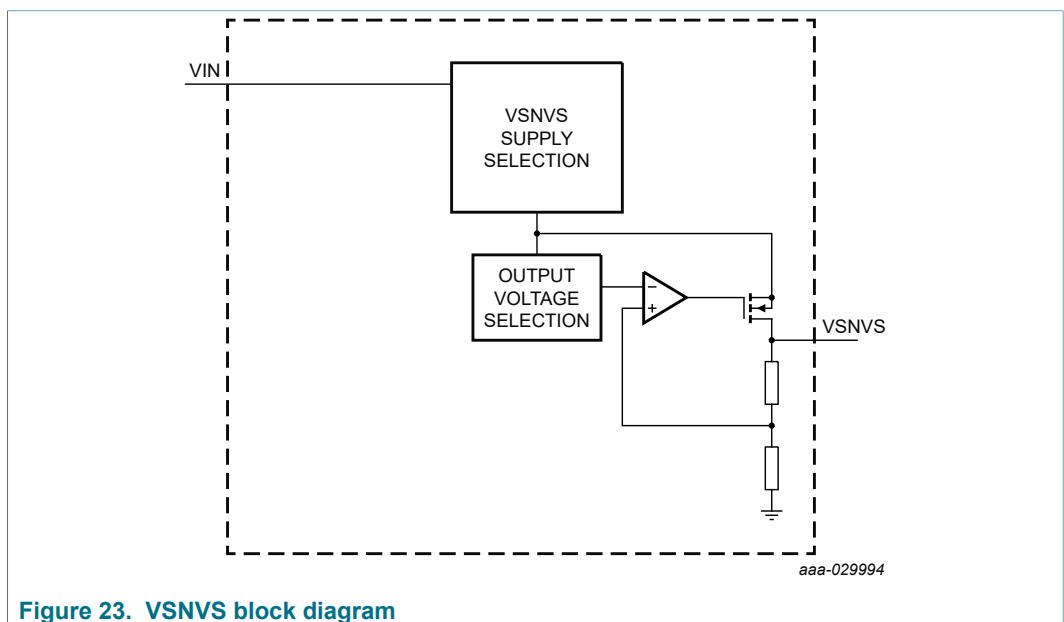 VIN
VSNVS
SUPPLY
SELECTION
OUTPUT
VOLTAGE
SELECTION
−
+
VSNVS
aaa-029994
Figure 23. VSNVS block diagram